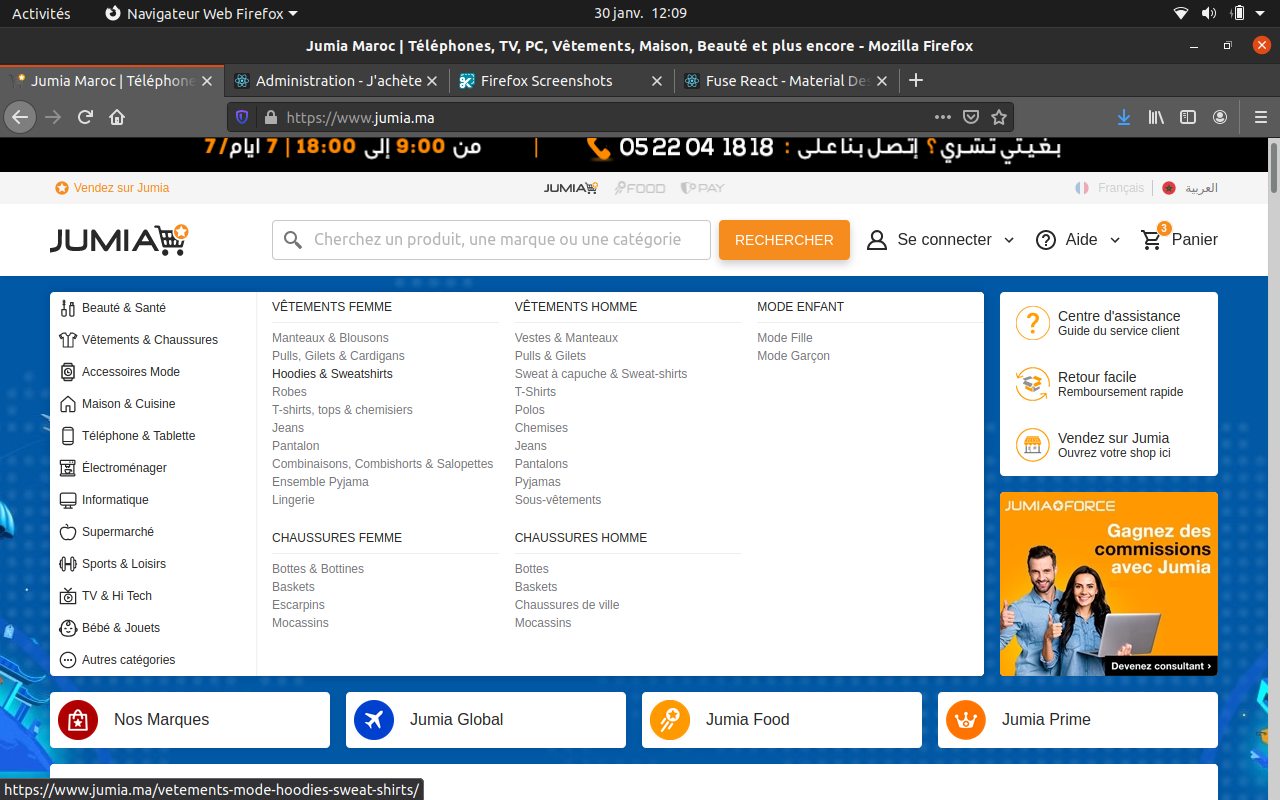 Activités
Navigateur Web Firefox
30 janv. 12:09
Jumia Maroc | Téléphones, TV, PC, Vêtements, Maison, Beauté et plus encore - Mozilla Firefox
Jumia Maroc | Téléphone
Administration - J'achète
Firefox Screenshots
Fuse React - Material De
https://www.jumia.ma
بغيتي تشري؟ إتصل بنا على : 05 22 04 18 18 | من 9:00 إلى 18:00 | 7 ايام/ 7
Vendez sur Jumia
JUMIA
FOOD
PAY
Français
العربية
JUMIA
Cherchez un produit, une marque ou une catégorie
RECHERCHER
Se connecter
Aide
3
Panier
Beauté & Santé
Vêtements & Chaussures
Accessoires Mode
Maison & Cuisine
Téléphone & Tablette
Électroménager
Informatique
Supermarché
Sports & Loisirs
TV & Hi Tech
Bébé & Jouets
Autres catégories
VÊTEMENTS FEMME
Manteaux & Blousons
Pulls, Gilets & Cardigans
Hoodies & Sweatshirts
Robes
T-shirts, tops & chemisiers
Jeans
Pantalon
Combinaisons, Combishorts & Salopettes
Ensemble Pyjama
Lingerie
CHAUSSURES FEMME
Bottes & Bottines
Baskets
Escarpins
Mocassins
VÊTEMENTS HOMME
Vestes & Manteaux
Pulls & Gilets
Sweat à capuche & Sweat-shirts
T-Shirts
Polos
Chemises
Jeans
Pantalons
Pyjamas
Sous-vêtements
CHAUSSURES HOMME
Bottes
Baskets
Chaussures de ville
Mocassins
MODE ENFANT
Mode Fille
Mode Garçon
Centre d'assistance
Guide du service client
Retour facile
Remboursement rapide
Vendez sur Jumia
Ouvrez votre shop ici
JUMIA FORCE
Gagnez des
commissions
avec Jumia
Devenez consultant ›
Nos Marques
Jumia Global
Jumia Food
Jumia Prime
https://www.jumia.ma/vetements-mode-hoodies-sweat-shirts/